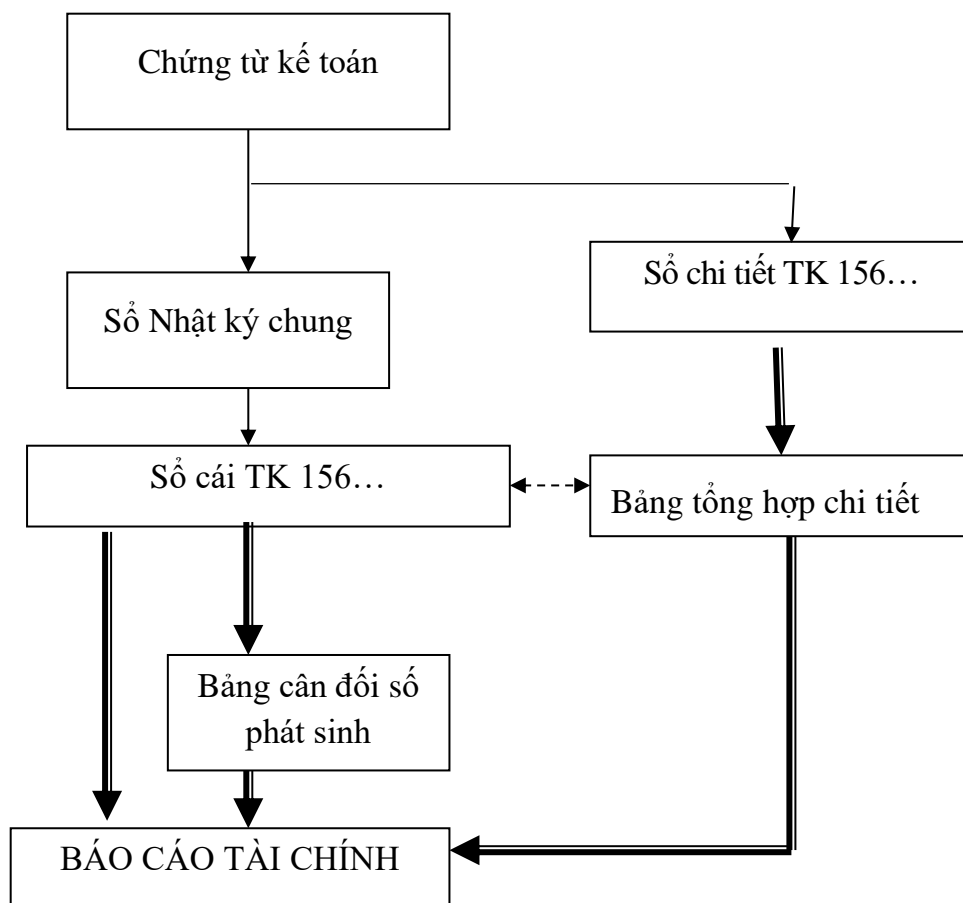 Chứng từ kế toán
Sổ chi tiết TK 156…
Sổ Nhật ký chung
Sổ cái TK 156…
Bảng tổng hợp chi tiết
Bảng cân đối số
phát sinh
BÁO CÁO TÀI CHÍNH